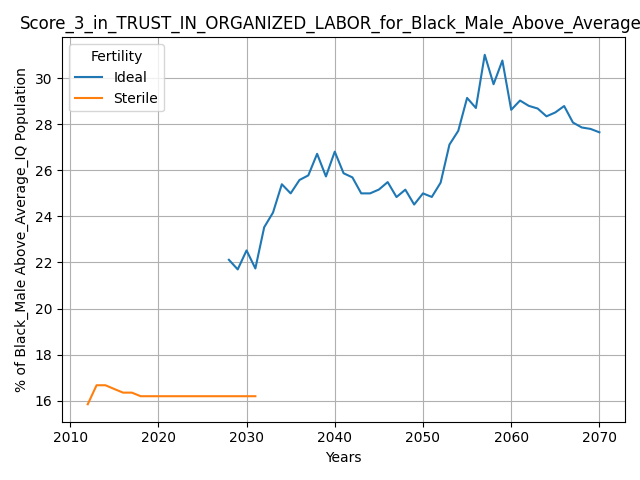 Score_3_in_TRUST_IN_ORGANIZED_LABOR_for_Black_Male_Above_Average
Fertility
Ideal
Sterile
% of Black_Male Above_Average_IQ Population
30
28
26
24
22
20
18
16
2010 2020 2030 2040 2050 2060 2070
Years